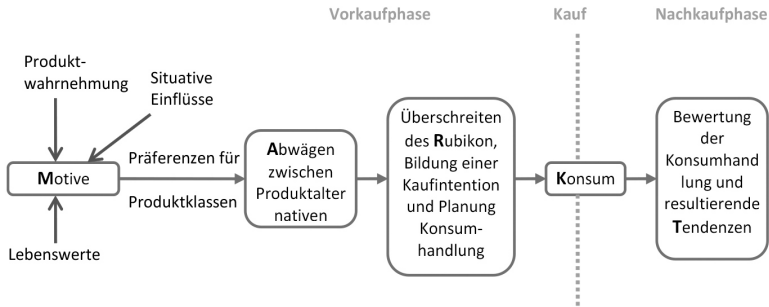 Vorkaufphase
Kauf
Nachkaufphase
Produkt-
wahrnehmung
Situative
Einflüsse
Motive
Lebenswerte
Präferenzen für
Produktklassen
Abwägen
zwischen
Produktalter
nativen
Überschreiten
des Rubikon,
Bildung einer
Kaufintention
und Planung
Konsum-
handlung
Konsum
Bewertung
der
Konsumhand
lung und
resultierende
Tendenzen